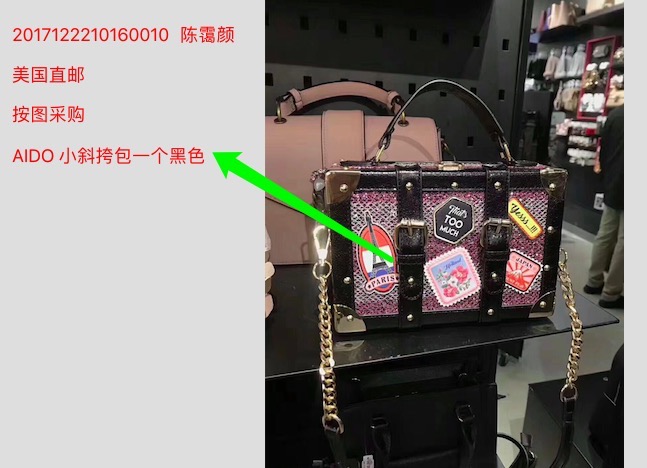 2017122210160010 陈霭颜
美国直邮
按图采购
AIDO 小斜挎包一个黑色
That's
TOO
MUCH
Yesss_!!!
PARIS